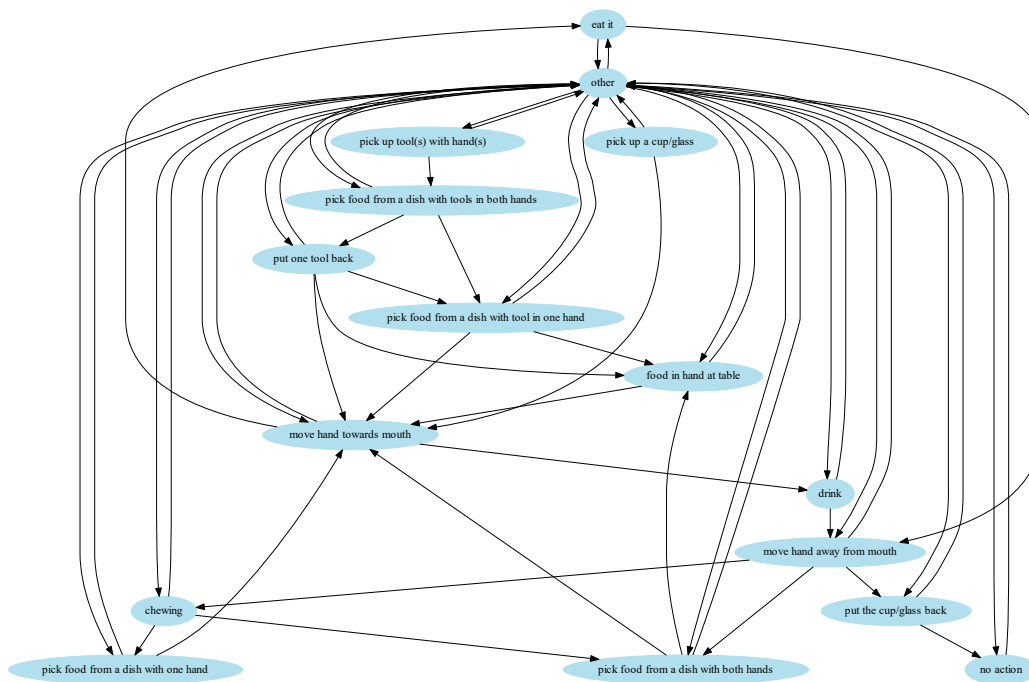 eat it
other
pick up tool(s) with hand(s)
pick up a cup/glass
pick food from a dish with tools in both hands
put one tool back
pick food from a dish with tool in one hand
food in hand at table
move hand towards mouth
drink
move hand away from mouth
chewing
put the cup/glass back
pick food from a dish with one hand
pick food from a dish with both hands
no action